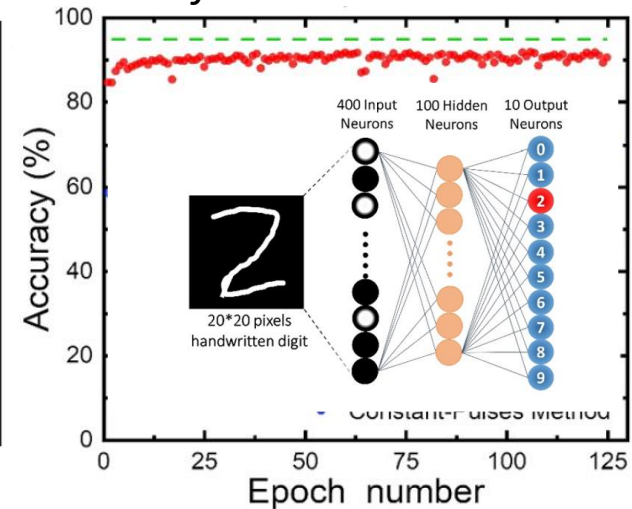 100
80
60
40
20
0
Accuracy (%)
400 Input
Neurons
100 Hidden
Neurons
10 Output
Neurons
0
1
2
3
4
5
6
7
8
9
20*20 pixels
handwritten digit
Constant-Pulses Method
0 25 50 75 100 125
Epoch number